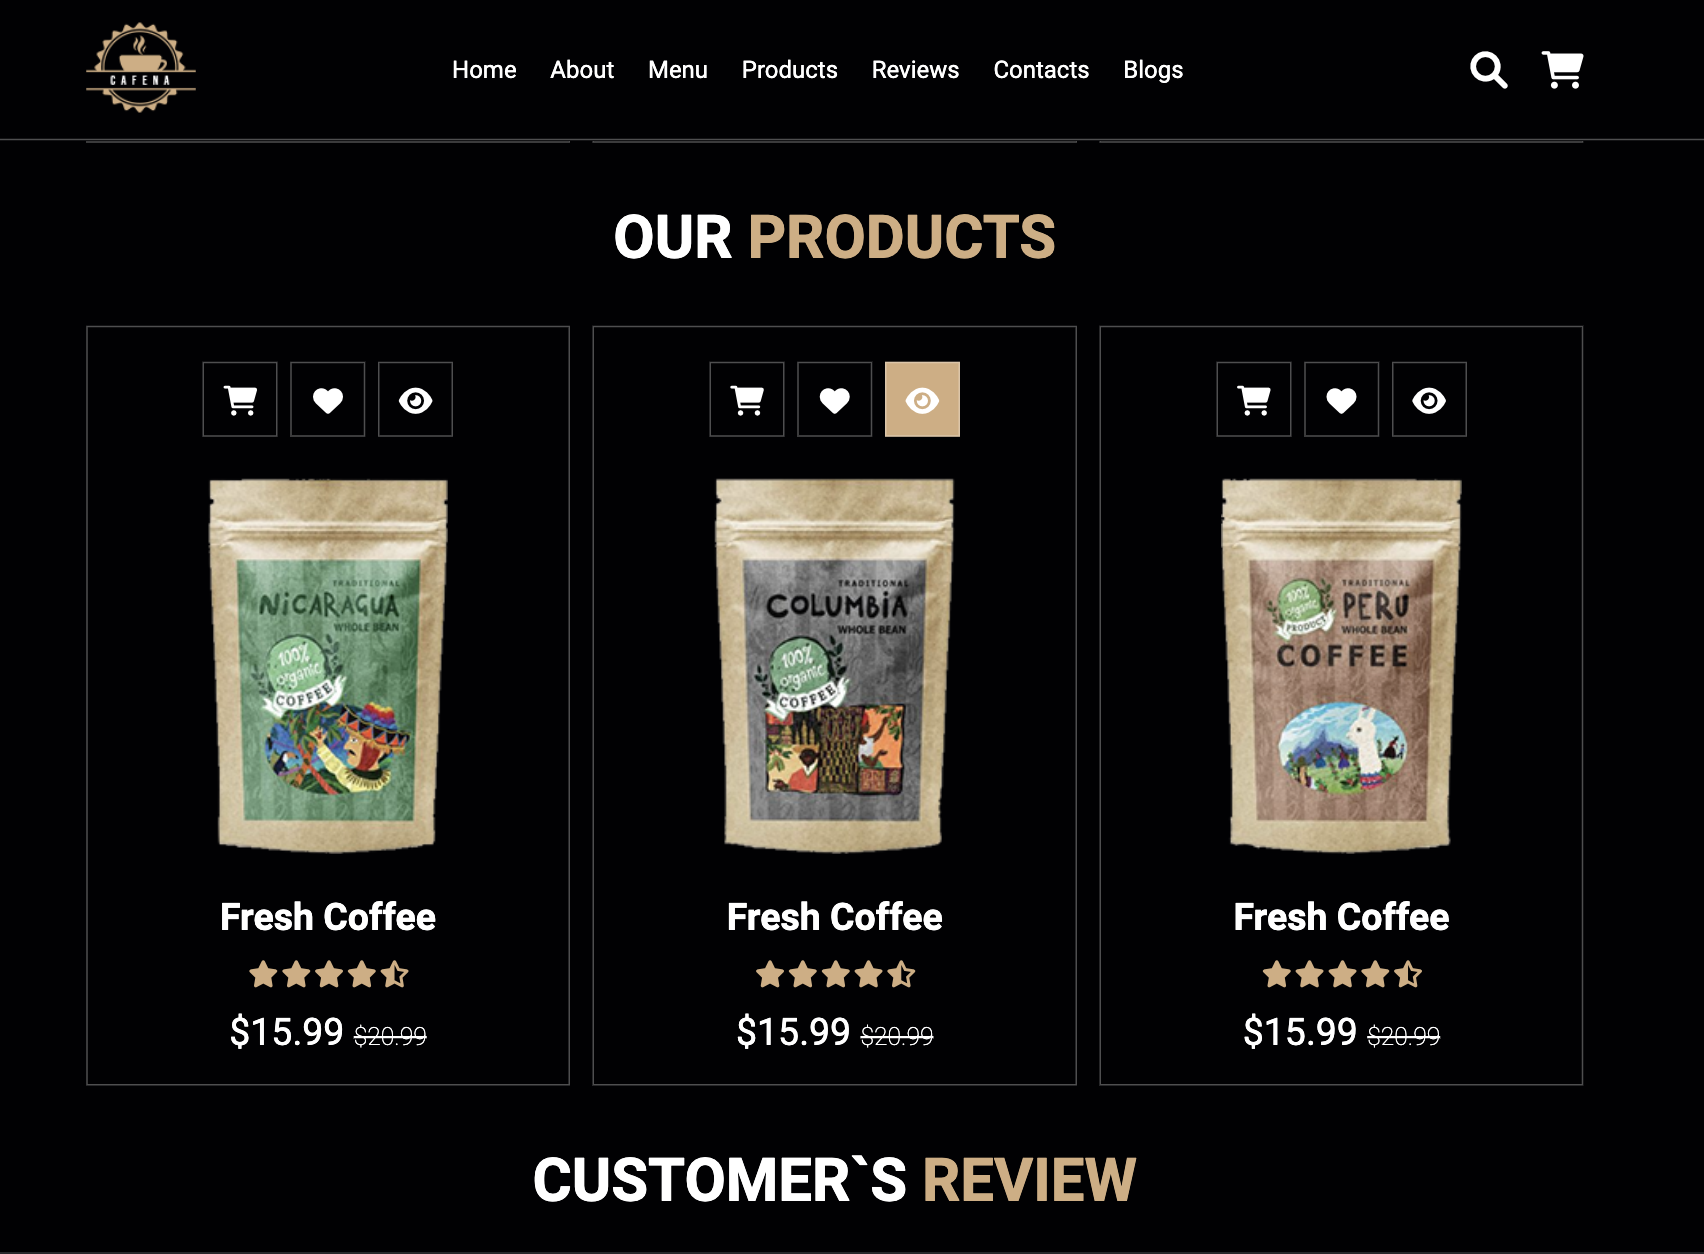 CAFENA
Home About Menu Products Reviews Contacts Blogs
OUR PRODUCTS
TRADITIONAL
NiCARAGUA
WHOLE BEAN
100%
organic
COFFEE
Fresh Coffee
$15.99 $20.99
TRADITIONAL
COLUMBiA
WHOLE BEAN
100%
organic
COFFEE
Fresh Coffee
$15.99 $20.99
100%
organic
PRODUCT
TRADITIONAL
PERU
WHOLE BEAN
COFFEE
Fresh Coffee
$15.99 $20.99
CUSTOMER`S REVIEW